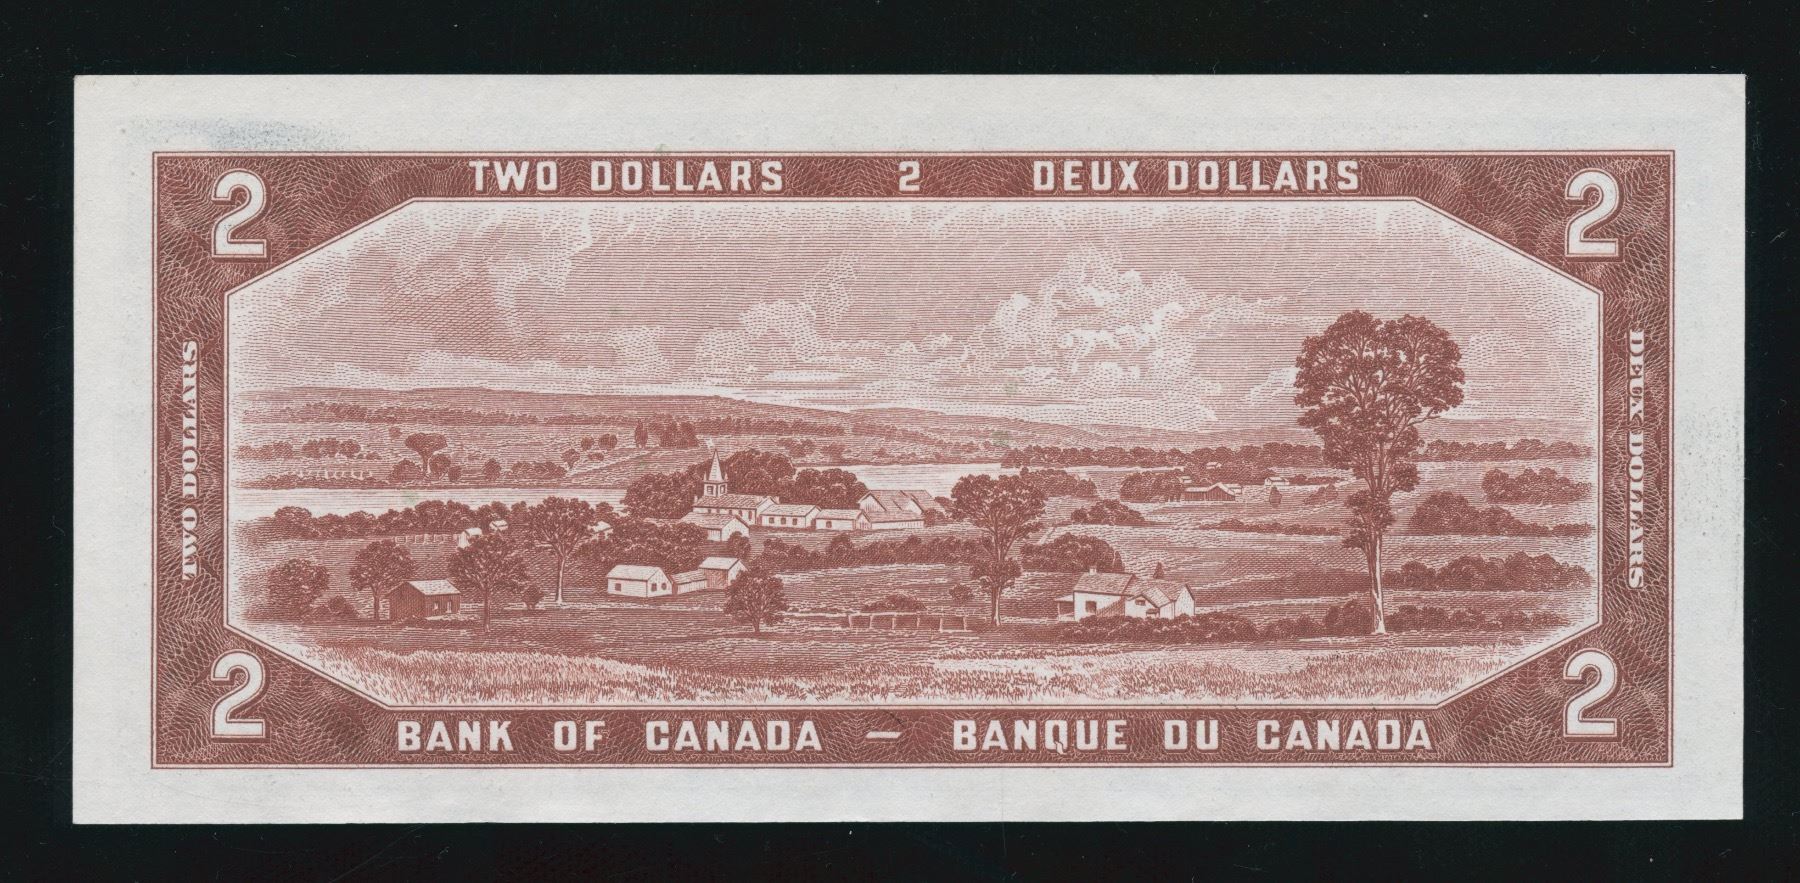 TWO DOLLARS 2 DEUX DOLLARS
2 2
TWO DOLLARS
DEUX DOLLARS
2 2
BANK OF CANADA — BANQUE DU CANADA